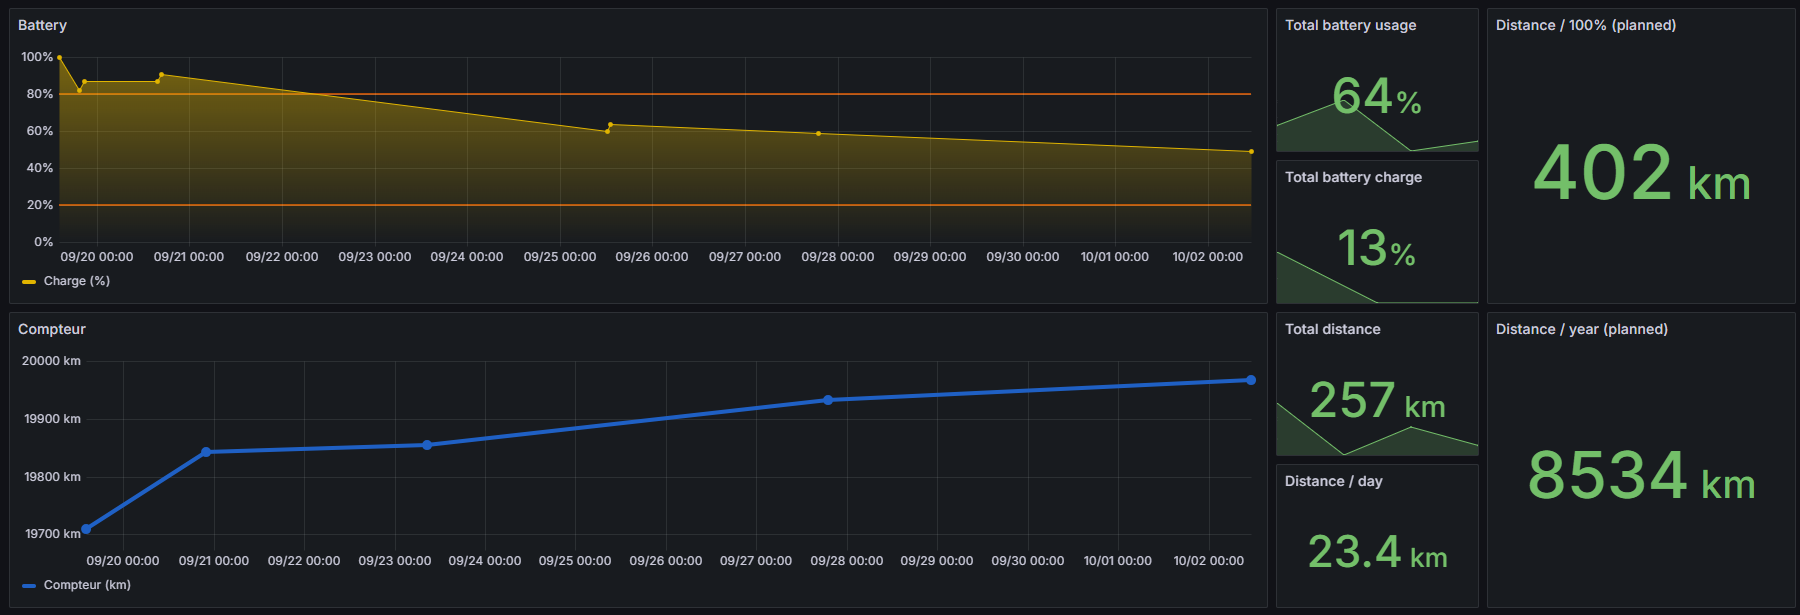 Battery
100%
80%
60%
40%
20%
0%
09/20 00:00 09/21 00:00 09/22 00:00 09/23 00:00 09/24 00:00 09/25 00:00 09/26 00:00 09/27 00:00 09/28 00:00 09/29 00:00 09/30 00:00 10/01 00:00 10/02 00:00
Charge (%)
Total battery usage
64%
Total battery charge
13%
Distance / 100% (planned)
402 km
Compteur
20000 km
19900 km
19800 km
19700 km
09/20 00:00 09/21 00:00 09/22 00:00 09/23 00:00 09/24 00:00 09/25 00:00 09/26 00:00 09/27 00:00 09/28 00:00 09/29 00:00 09/30 00:00 10/01 00:00 10/02 00:00
Compteur (km)
Total distance
257 km
Distance / day
23.4 km
Distance / year (planned)
8534 km